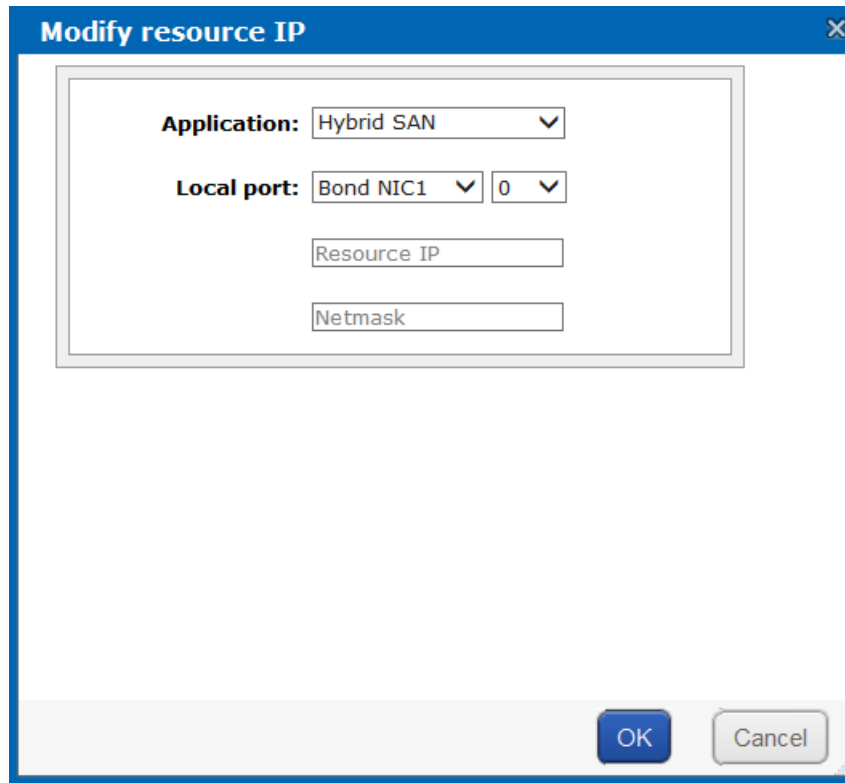 Modify resource IP
Application: Hybrid SAN
Local port: Bond NIC1 0
Resource IP
Netmask
OK Cancel